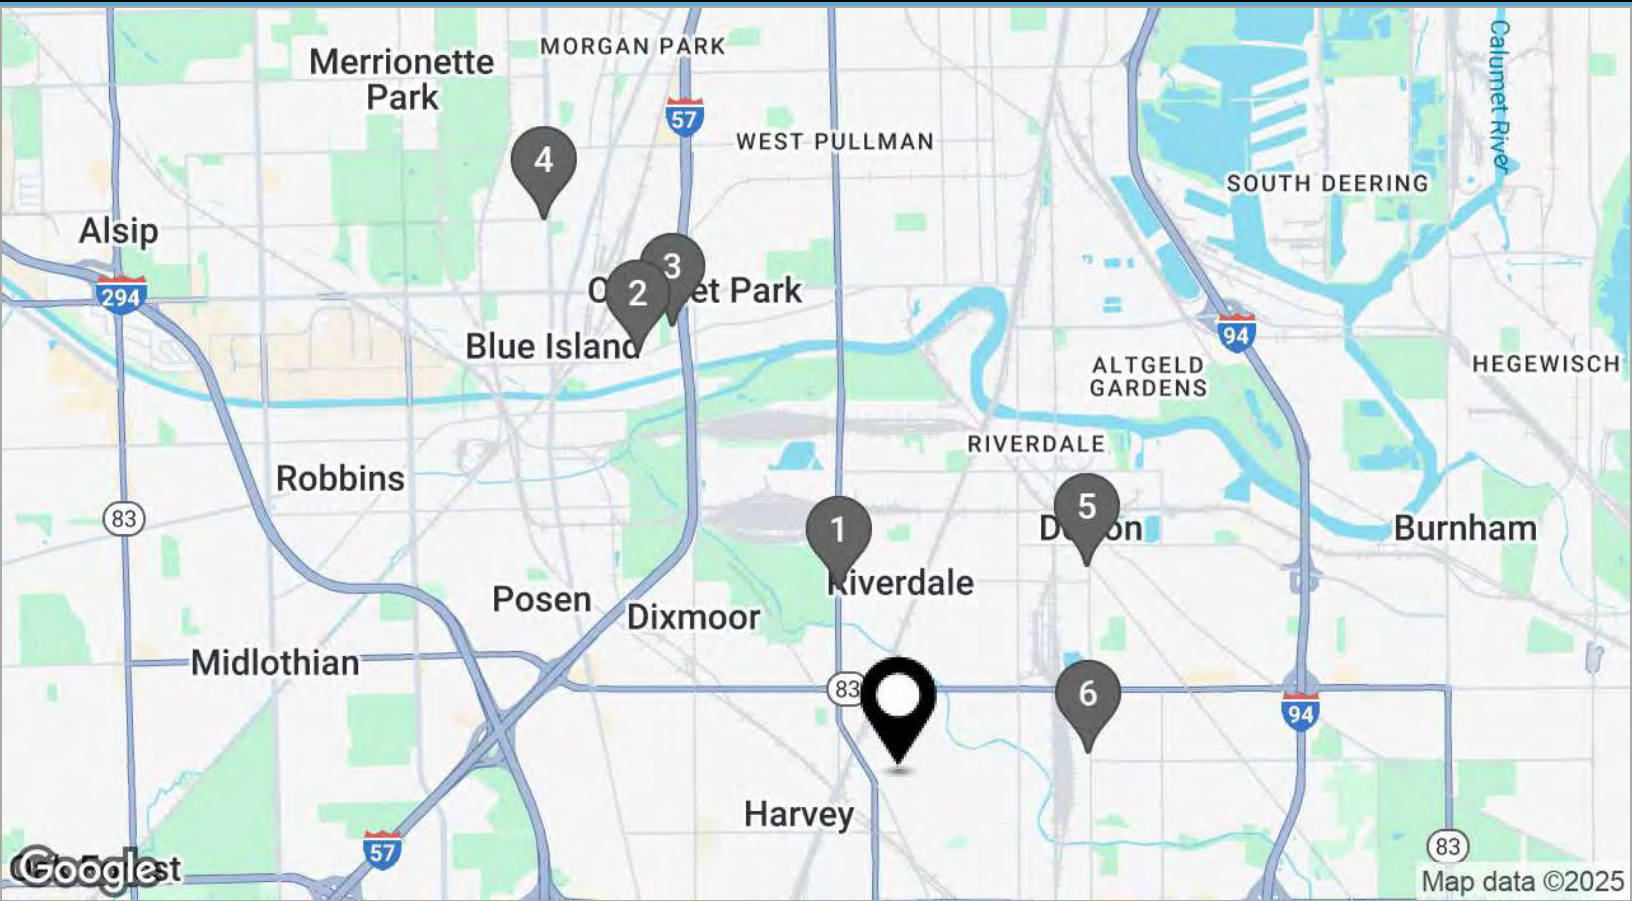 MORGAN PARK
Merrionette
Park
57
Calumet River
WEST PULLMAN
4
SOUTH DEERING
Alsip
3
2
et Park
294
Blue Island
94
ALTGELD
GARDENS
HEGEWISCH
RIVERDALE
Robbins
83
5
1
Burnham
Riverdale
Posen
Dixmoor
Midlothian
83
6
94
Harvey
57
83
Google
Map data ©2025